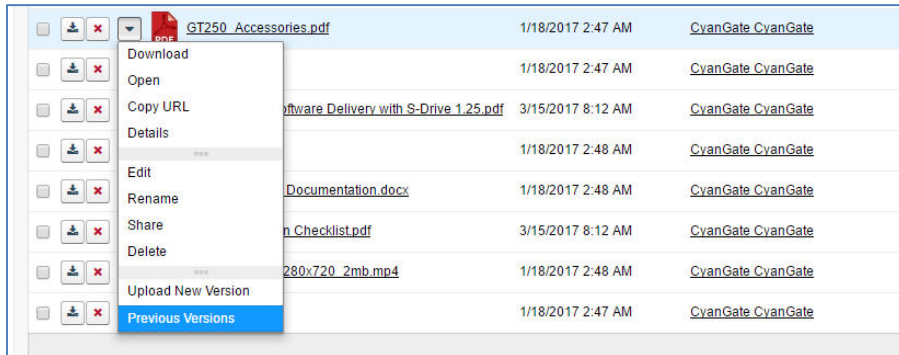 PDF GT250_Accessories.pdf 1/18/2017 2:47 AM CyanGate CyanGate
Download
1/18/2017 2:47 AM CyanGate CyanGate
Open
Copy URL
oftware Delivery with S-Drive 1.25.pdf 3/15/2017 8:12 AM CyanGate CyanGate
Details
1/18/2017 2:48 AM CyanGate CyanGate
Edit
Rename
Documentation.docx 1/18/2017 2:48 AM CyanGate CyanGate
Share
n Checklist.pdf 3/15/2017 8:12 AM CyanGate CyanGate
Delete
280x720_2mb.mp4 1/18/2017 2:48 AM CyanGate CyanGate
Upload New Version
Previous Versions
1/18/2017 2:47 AM CyanGate CyanGate